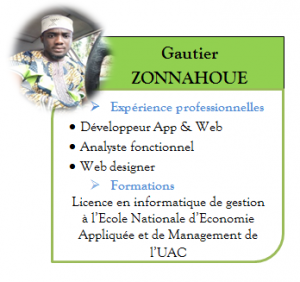 Gautier
ZONNAHOUE
➢ Expérience professionnelles
• Développeur App & Web
• Analyste fonctionnel
• Web designer
➢ Formations
Licence en informatique de gestion
à l'Ecole Nationale d'Economie
Appliquée et de Management de
l'UAC